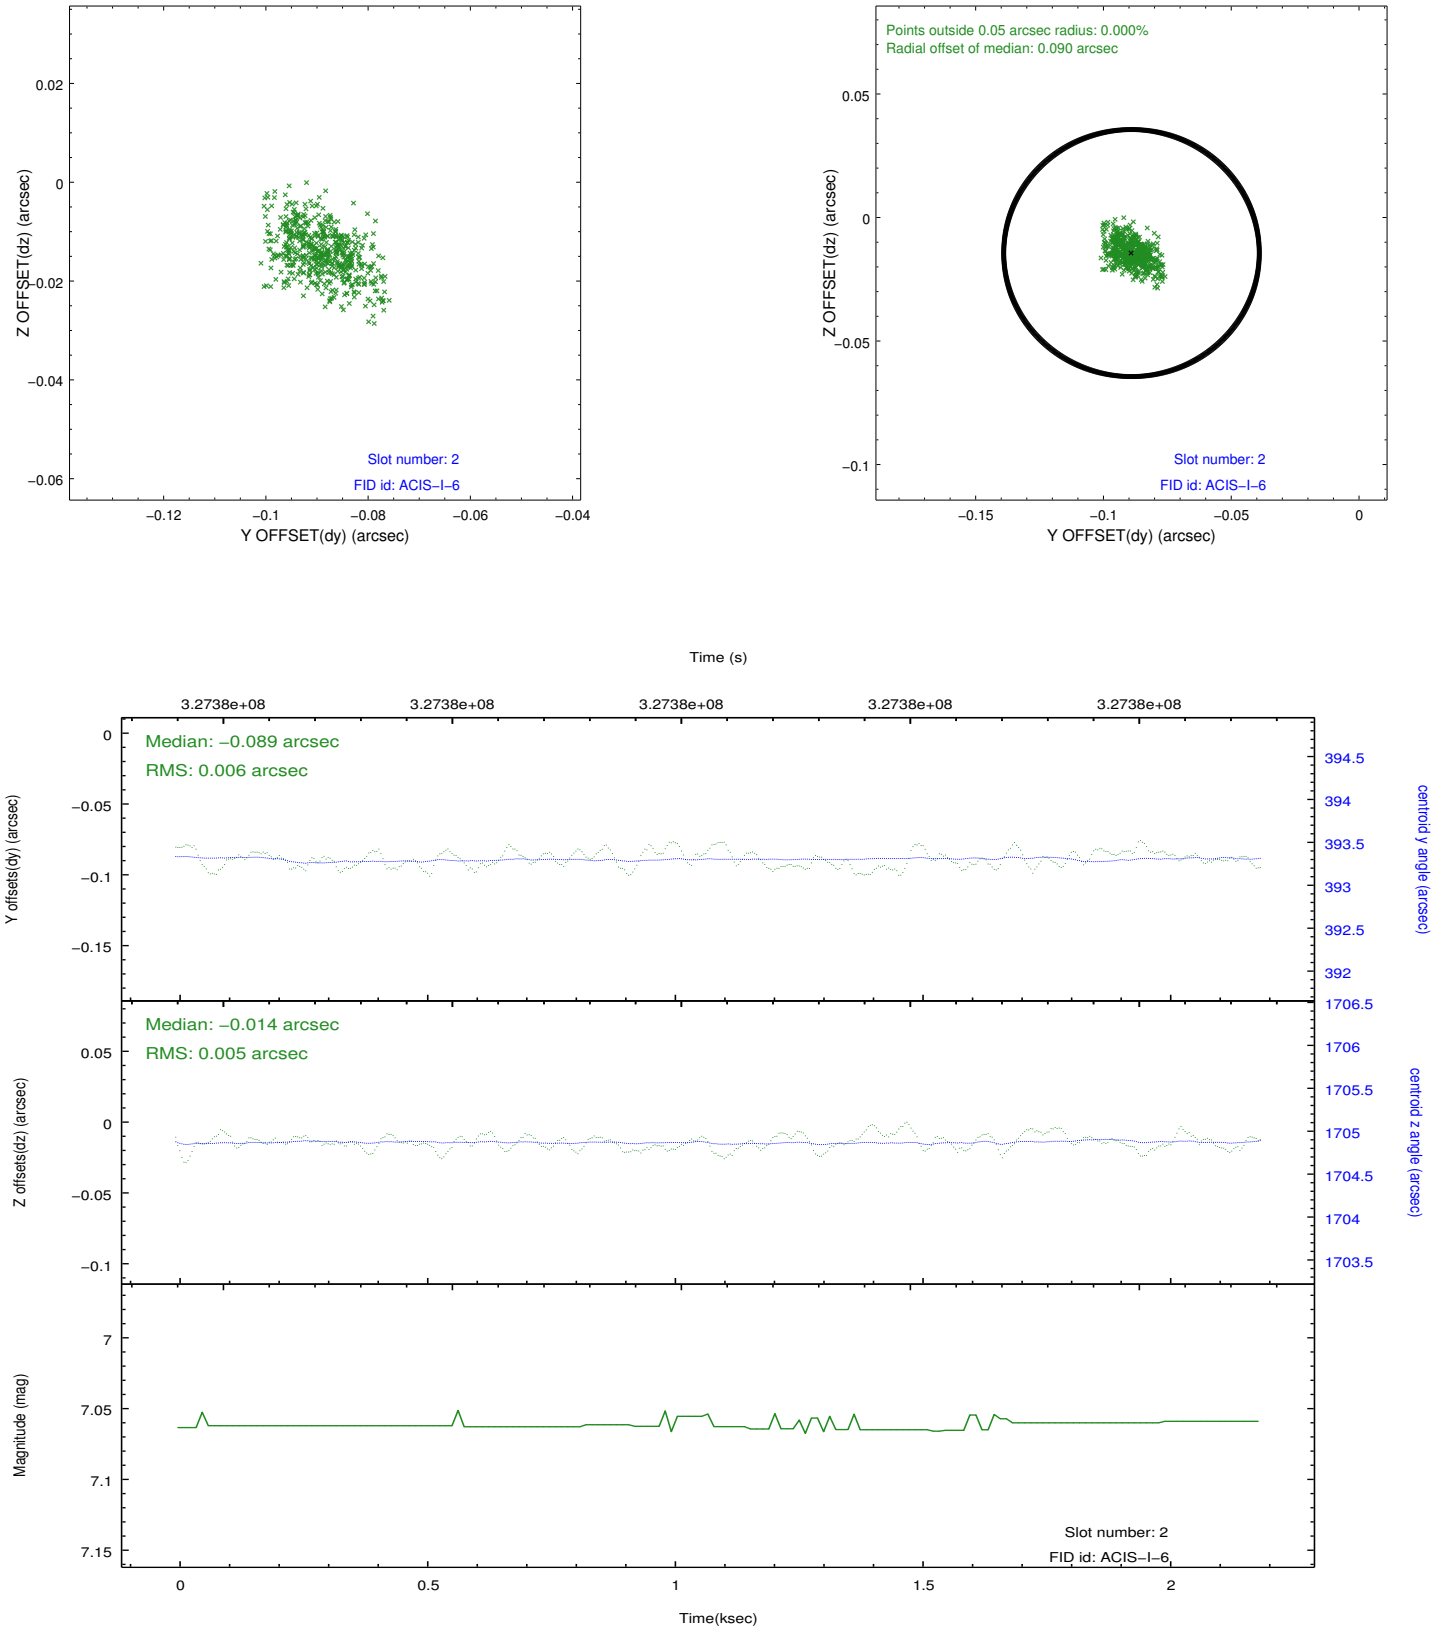 0.02
0
−0.02
−0.04
−0.06
Z OFFSET(dz) (arcsec)
Slot number: 2
FID id: ACIS−I−6
−0.12
−0.1
−0.08
−0.06
−0.04
Y OFFSET(dy) (arcsec)
Points outside 0.05 arcsec radius: 0.000%
Radial offset of median: 0.090 arcsec
0.05
0
−0.05
−0.1
Z OFFSET(dz) (arcsec)
Slot number: 2
FID id: ACIS−I−6
−0.15
−0.1
−0.05
0
Y OFFSET(dy) (arcsec)
Time (s)
3.2738e+08
3.2738e+08
3.2738e+08
3.2738e+08
3.2738e+08
Median: −0.089 arcsec
RMS: 0.006 arcsec
0
−0.05
−0.1
−0.15
Y offsets(dy) (arcsec)
394.5
394
393.5
393
392.5
392
centroid y angle (arcsec)
Median: −0.014 arcsec
RMS: 0.005 arcsec
0.05
0
−0.05
−0.1
Z offsets(dz) (arcsec)
1706.5
1706
1705.5
1705
1704.5
1704
1703.5
centroid z angle (arcsec)
7
7.05
7.1
7.15
Magnitude (mag)
Slot number: 2
FID id: ACIS−I−6
0
0.5
1
1.5
2
Time(ksec)